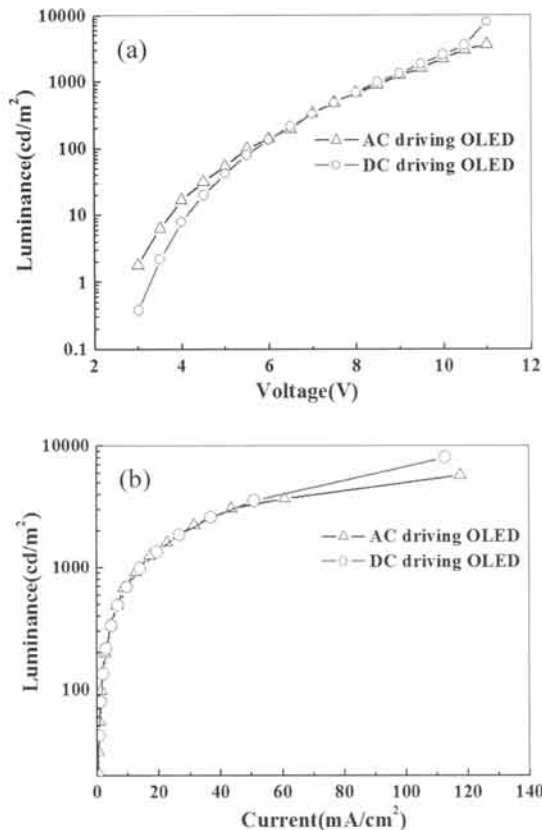 (a)
10000
1000
100
10
1
0.1
Luminance(cd/m²)
AC driving OLED
DC driving OLED
2 4 6 8 10 12
Voltage(V)
(b)
10000
1000
100
Luminance(cd/m²)
AC driving OLED
DC driving OLED
0 20 40 60 80 100 120 140
Current(mA/cm²)